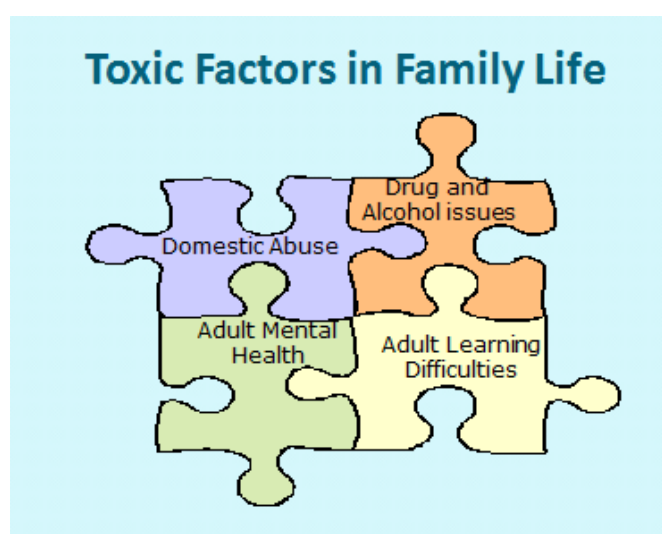 Toxic Factors in Family Life
Drug and
Alcohol issues
Domestic Abuse
Adult Mental
Health
Adult Learning
Difficulties